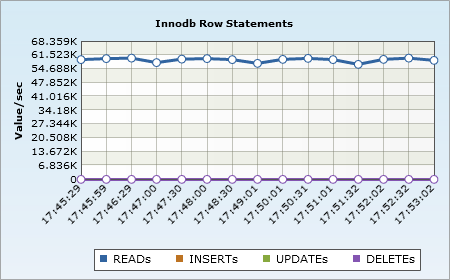 Innodb Row Statements
Value/sec
68.359K
61.523K
54.688K
47.852K
41.016K
34.18K
27.344K
20.508K
13.672K
6.836K
0
17:45:29
17:45:59
17:46:29
17:47:00
17:47:30
17:48:00
17:48:30
17:49:01
17:50:01
17:50:31
17:51:01
17:51:32
17:52:02
17:52:32
17:53:02
READs
INSERTs
UPDATEs
DELETEs